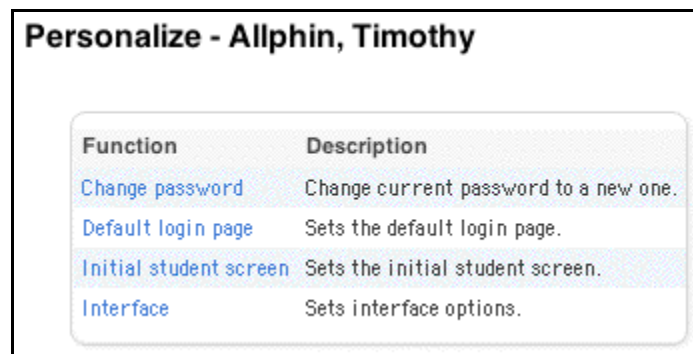 Personalize - Allphin, Timothy
Function Description
Change password Change current password to a new one.
Default login page Sets the default login page.
Initial student screen Sets the initial student screen.
Interface Sets interface options.